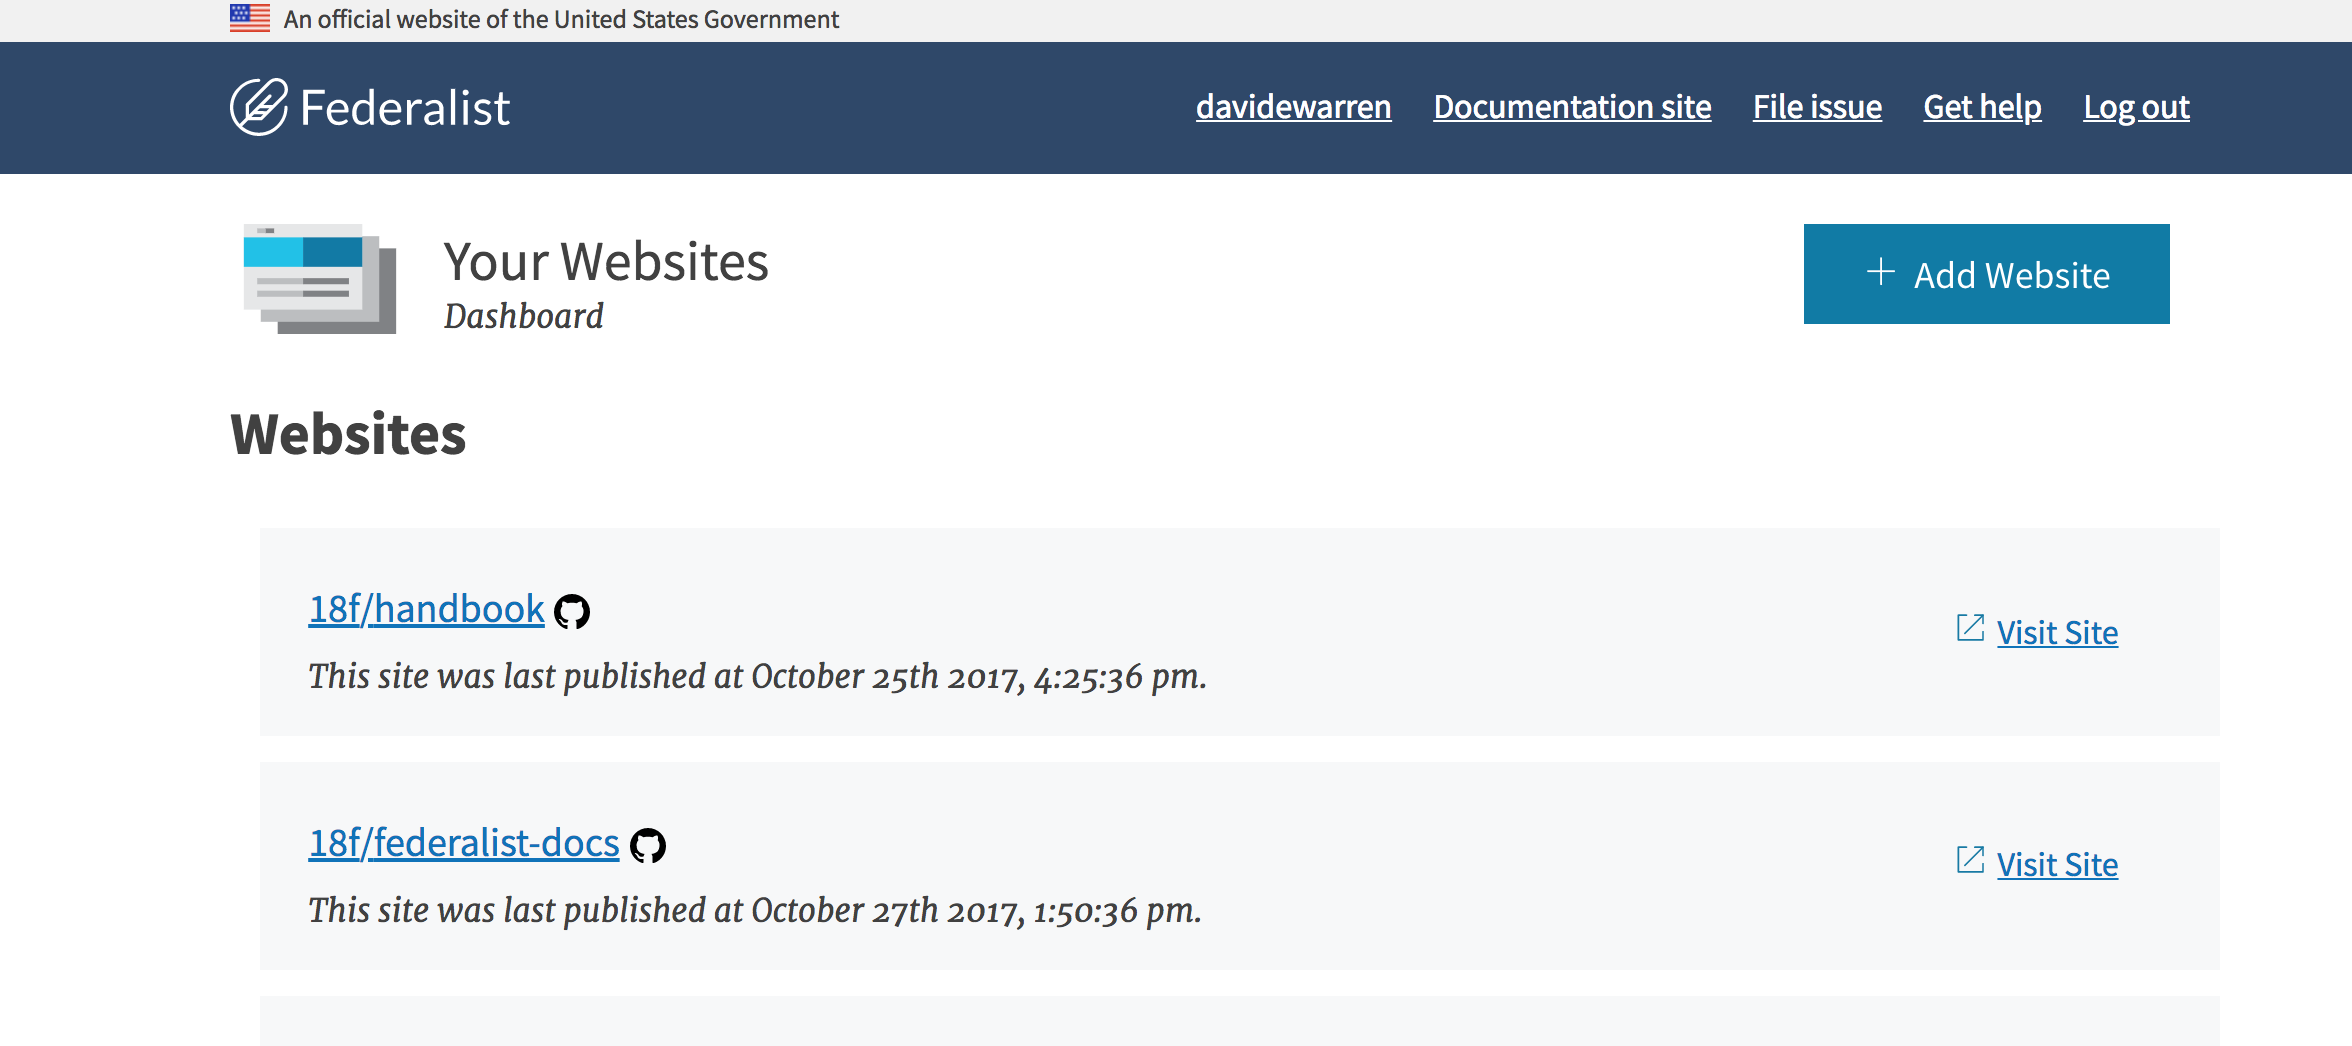 An official website of the United States Government
Federalist
davidewarren Documentation site File issue Get help Log out
Your Websites
Dashboard
Add Website
Websites
18f/handbook
This site was last published at October 25th 2017, 4:25:36 pm.
Visit Site
18f/federalist-docs
This site was last published at October 27th 2017, 1:50:36 pm.
Visit Site